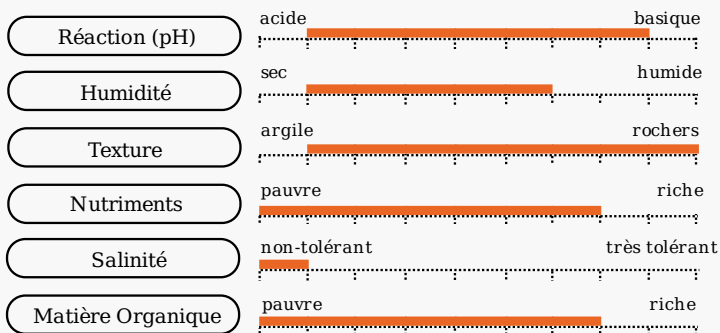 acide basique
Réaction (pH)
sec humide
Humidité
argile rochers
Texture
pauvre riche
Nutriments
non-tolérant très tolérant
Salinité
pauvre riche
Matière Organique